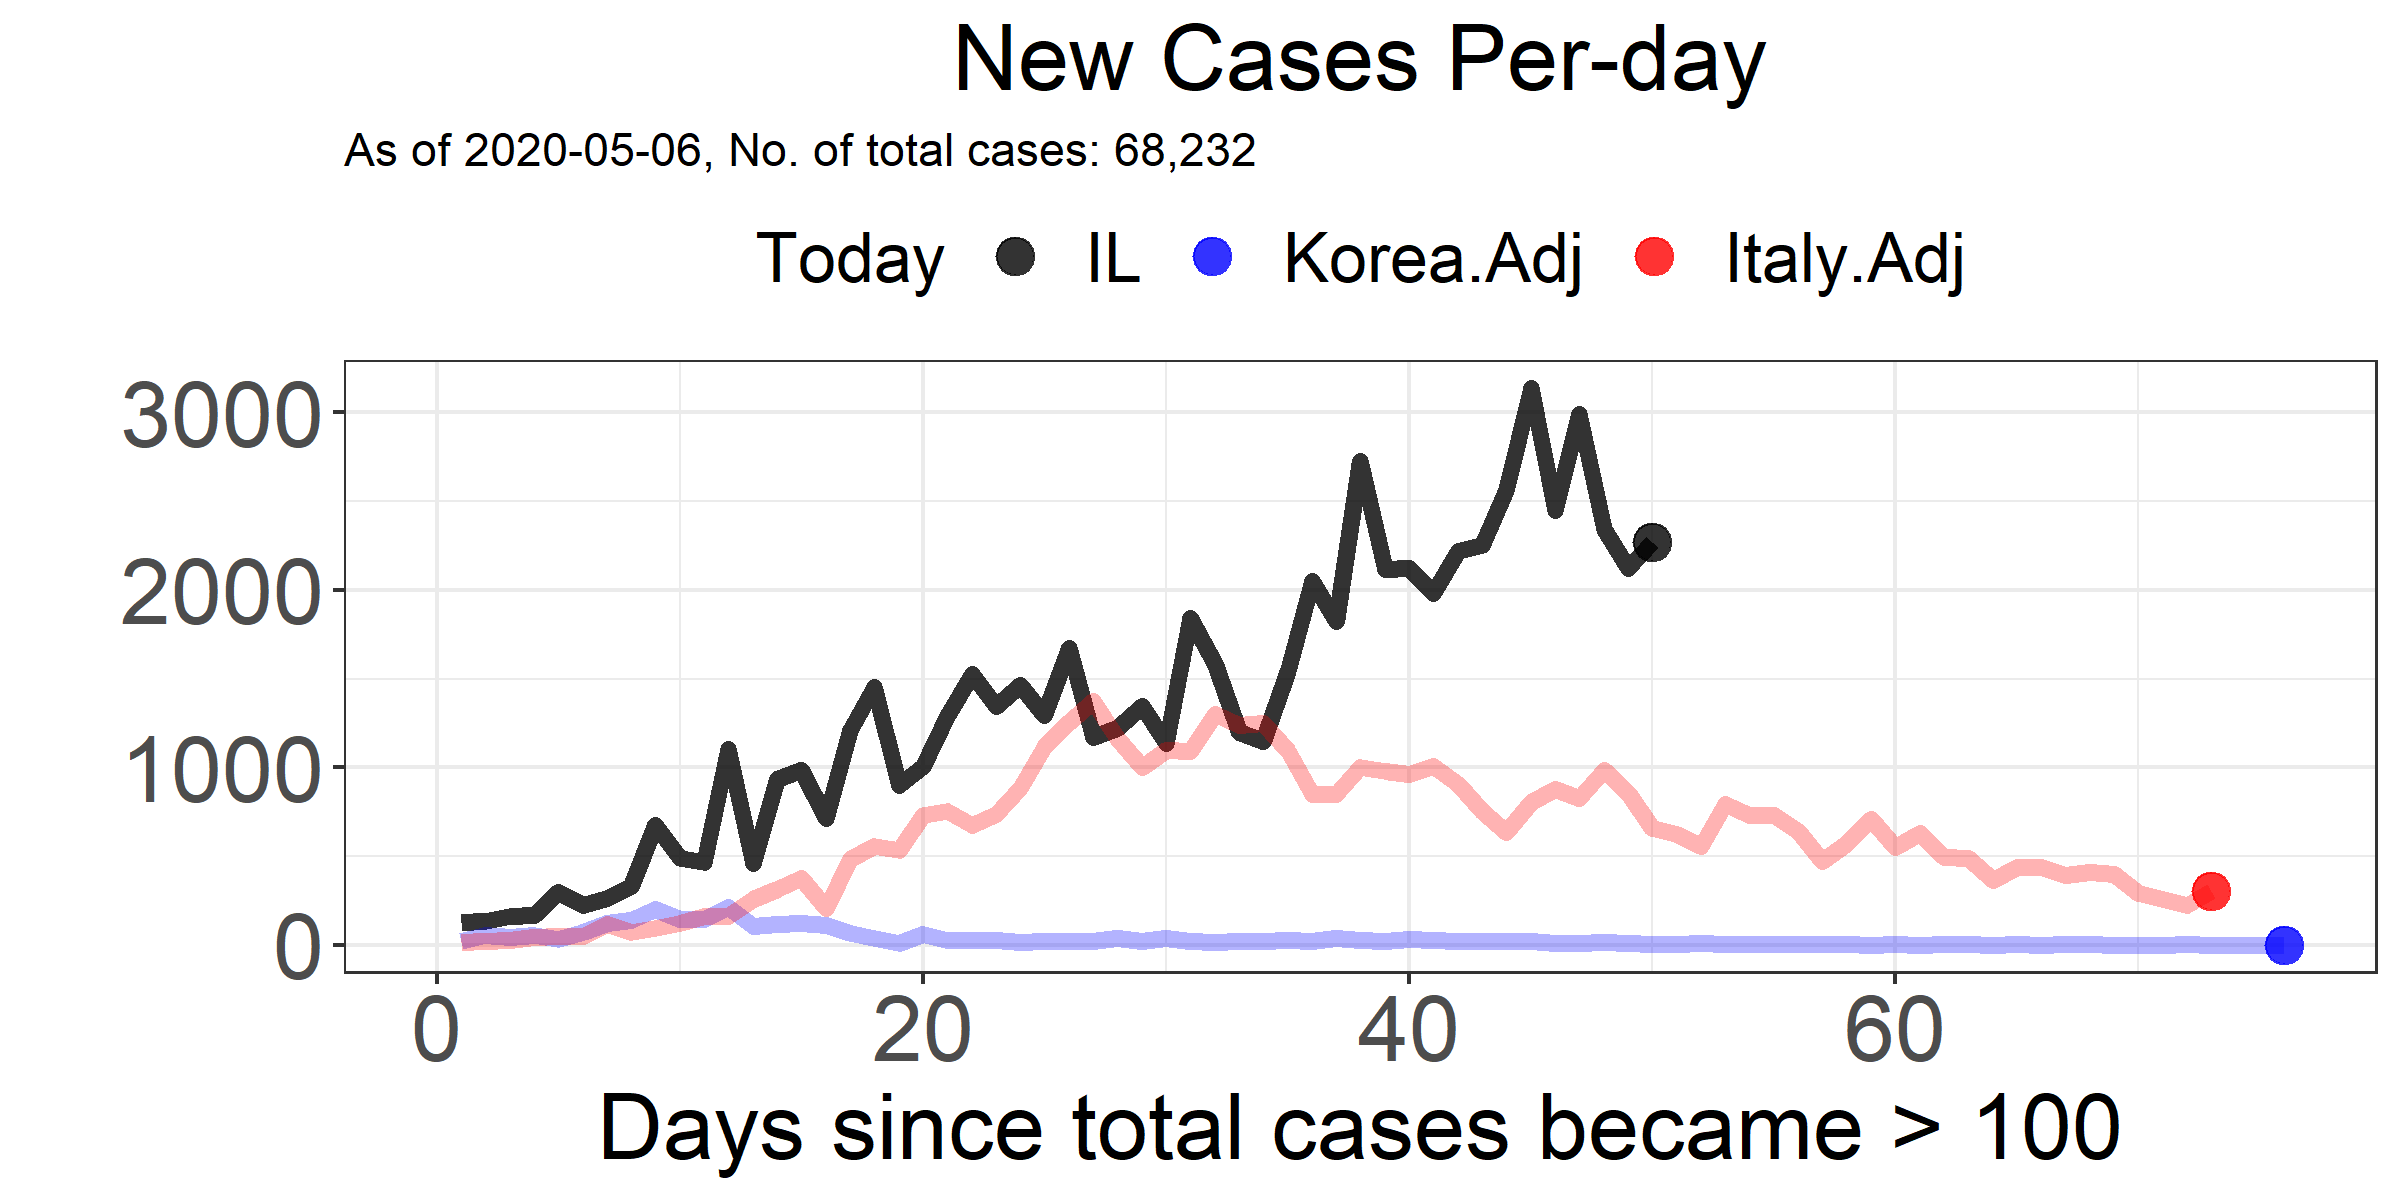 New Cases Per-day
As of 2020-05-06, No. of total cases: 68,232
Today IL Korea.Adj Italy.Adj
3000
2000
1000
0
0 20 40 60
Days since total cases became > 100